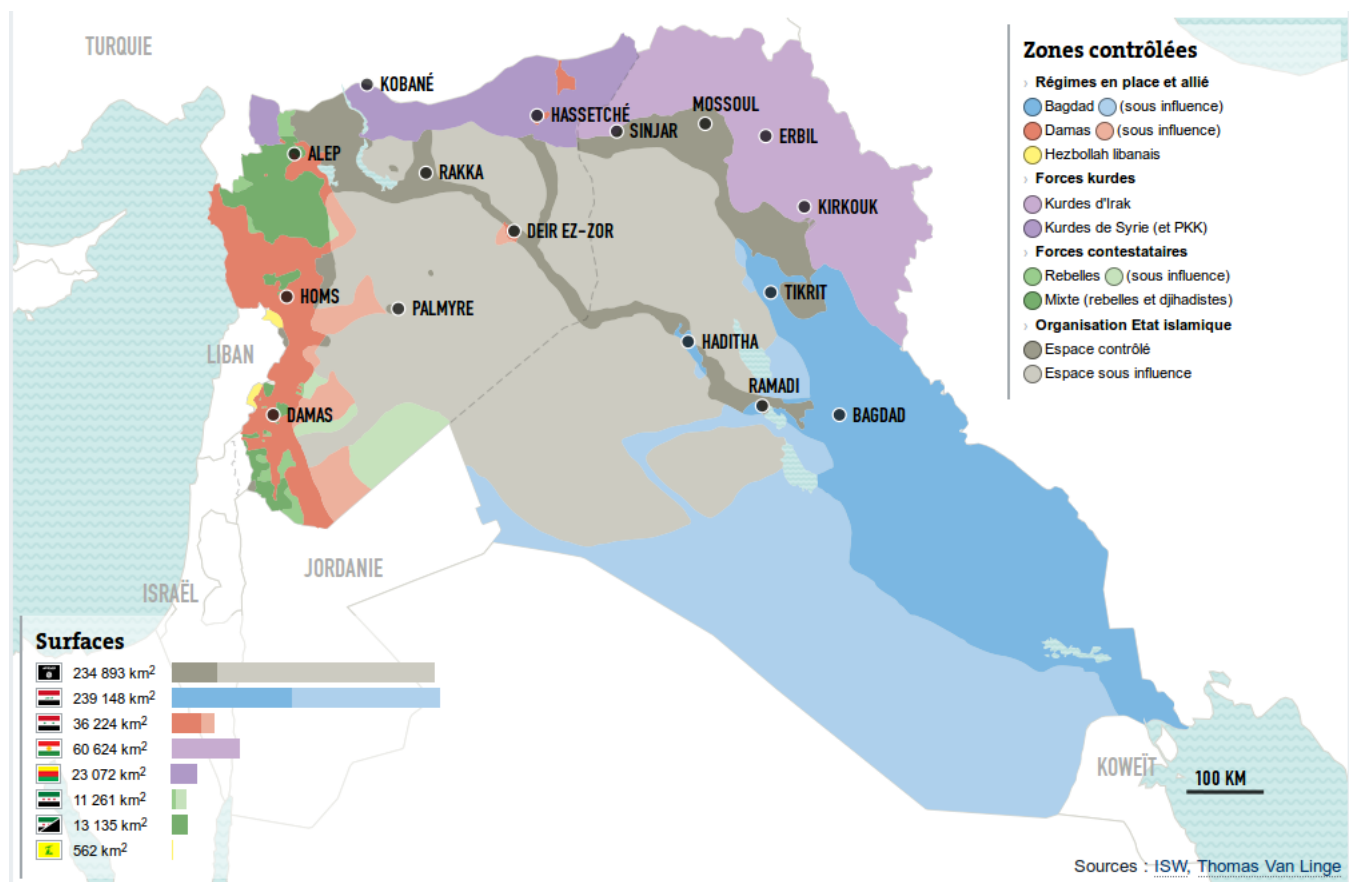 TURQUIE
KOBANÉ
HASSETCHÉ
MOSSOUL
SINJAR
ERBIL
ALEP
RAKKA
KIRKOUK
DEIR EZ-ZOR
HOMS
PALMYRE
TIKRIT
LIBAN
HADITHA
RAMADI
DAMAS
BAGDAD
JORDANIE
ISRAËL
KOWEÏT
100 KM
Zones contrôlées
› Régimes en place et allié
Bagdad (sous influence)
Damas (sous influence)
Hezbollah libanais
› Forces kurdes
Kurdes d'Irak
Kurdes de Syrie (et PKK)
› Forces contestataires
Rebelles (sous influence)
Mixte (rebelles et djihadistes)
› Organisation Etat islamique
Espace contrôlé
Espace sous influence
Surfaces
234 893 km²
239 148 km²
36 224 km²
60 624 km²
23 072 km²
11 261 km²
13 135 km²
562 km²
Sources : ISW, Thomas Van Linge